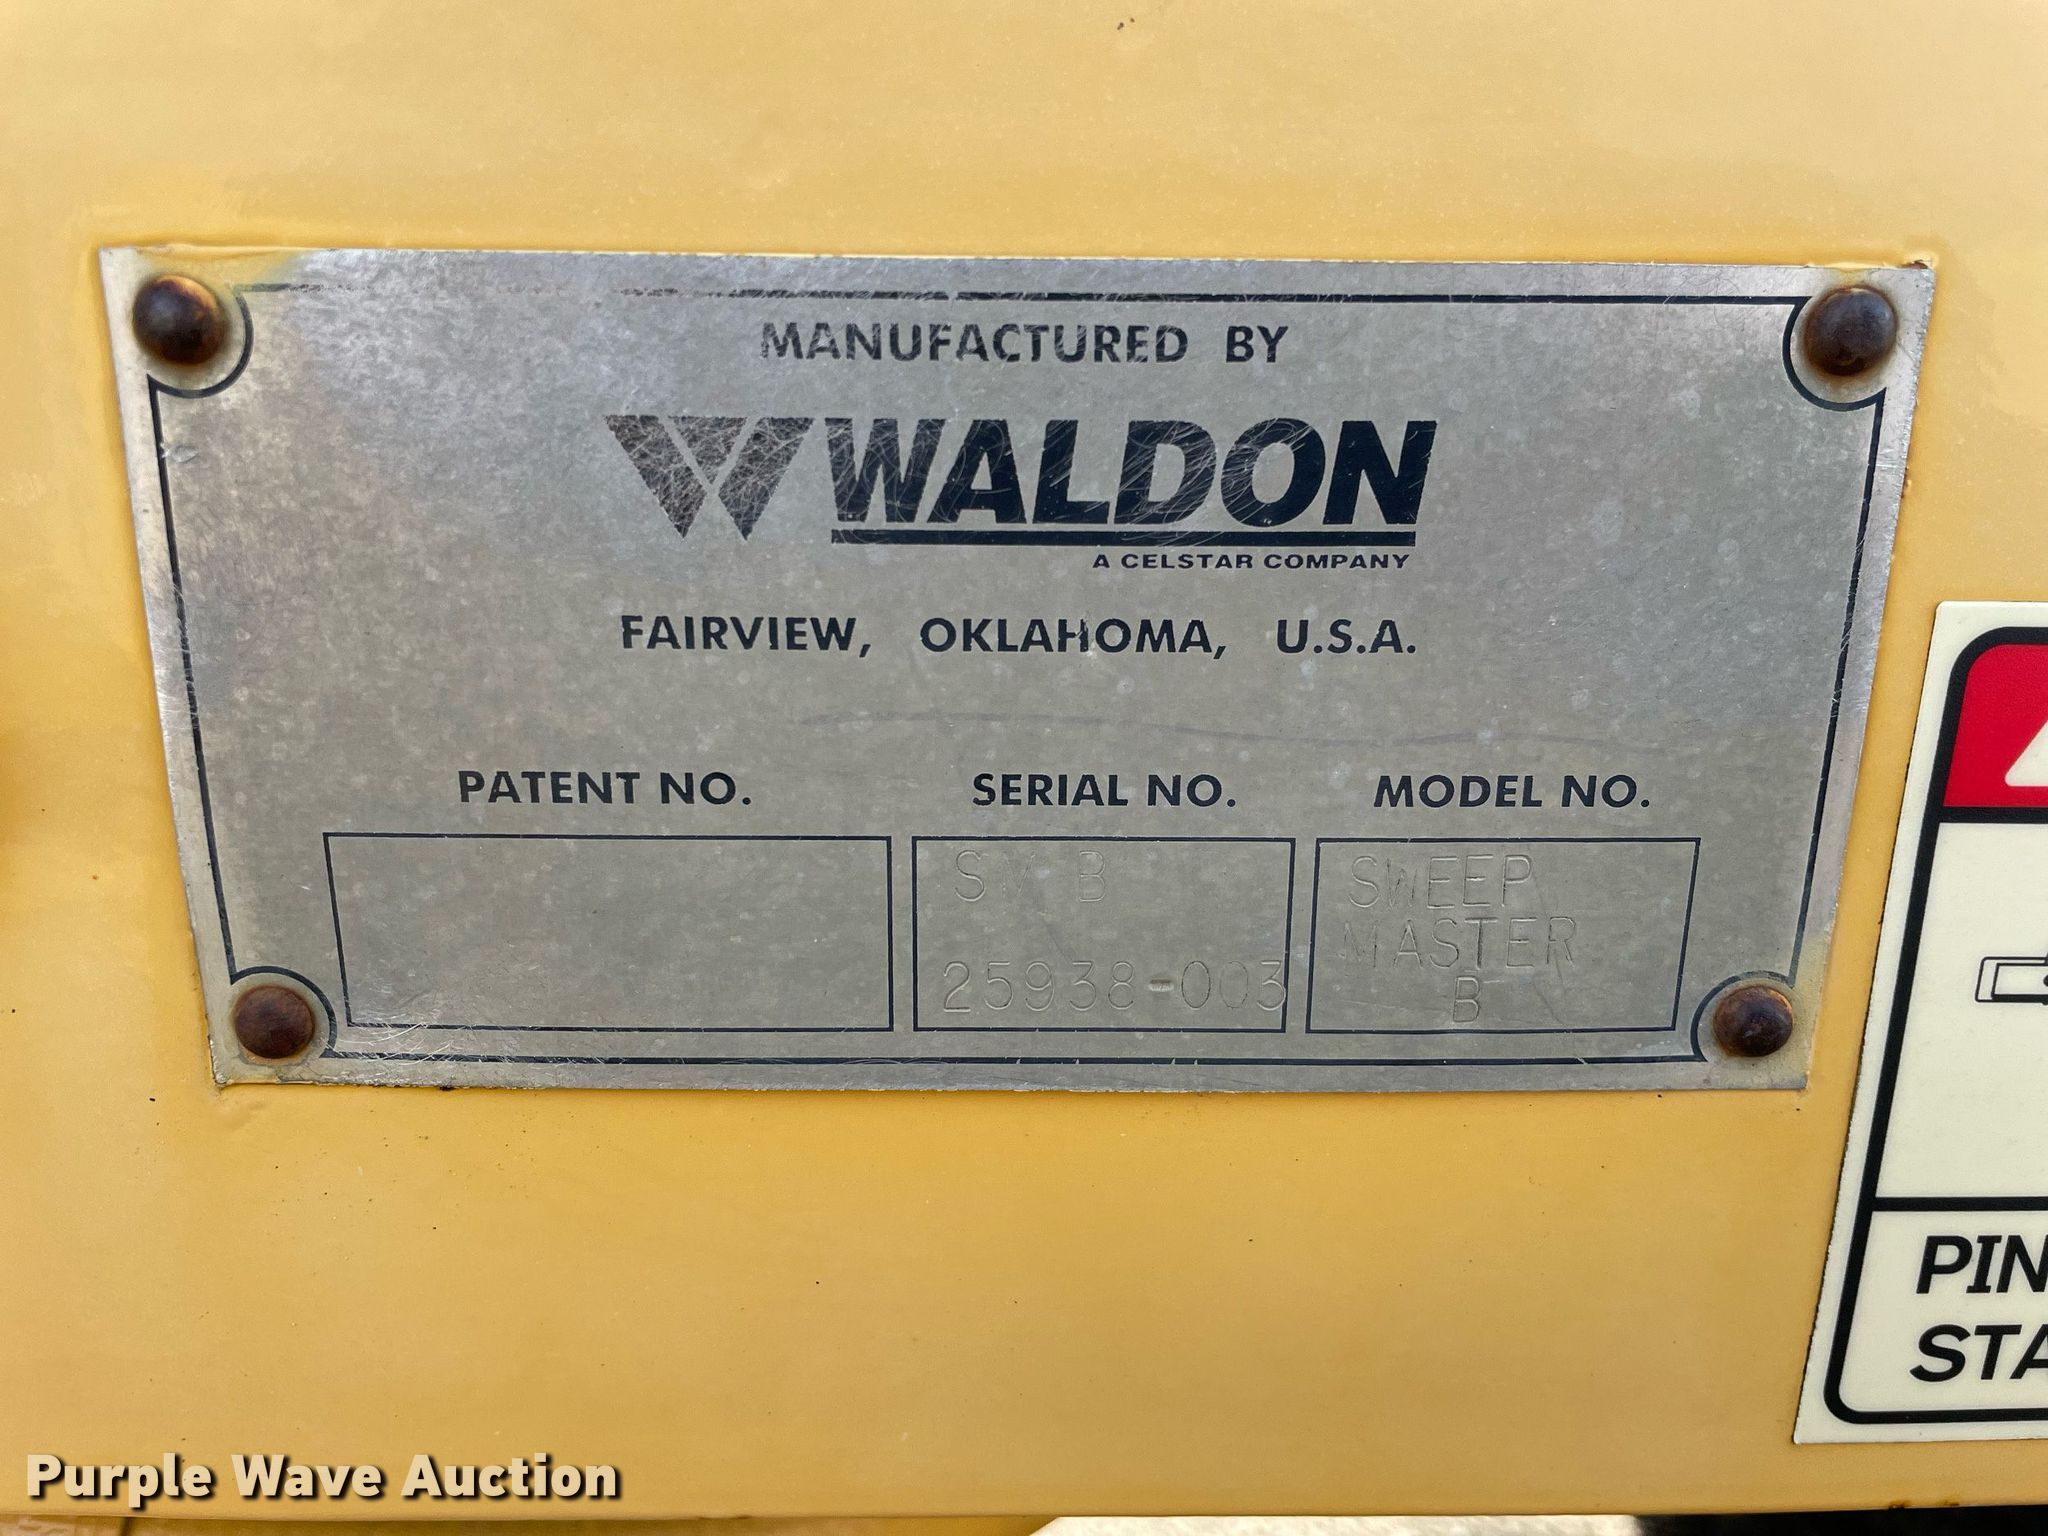 MANUFACTURED BY
WALDON
A CELSTAR COMPANY
FAIRVIEW, OKLAHOMA, U.S.A.
PATENT NO. SERIAL NO. MODEL NO.
SM B
25938-003
SWEEP
MASTER
B
PIN
STA
Purple Wave Auction